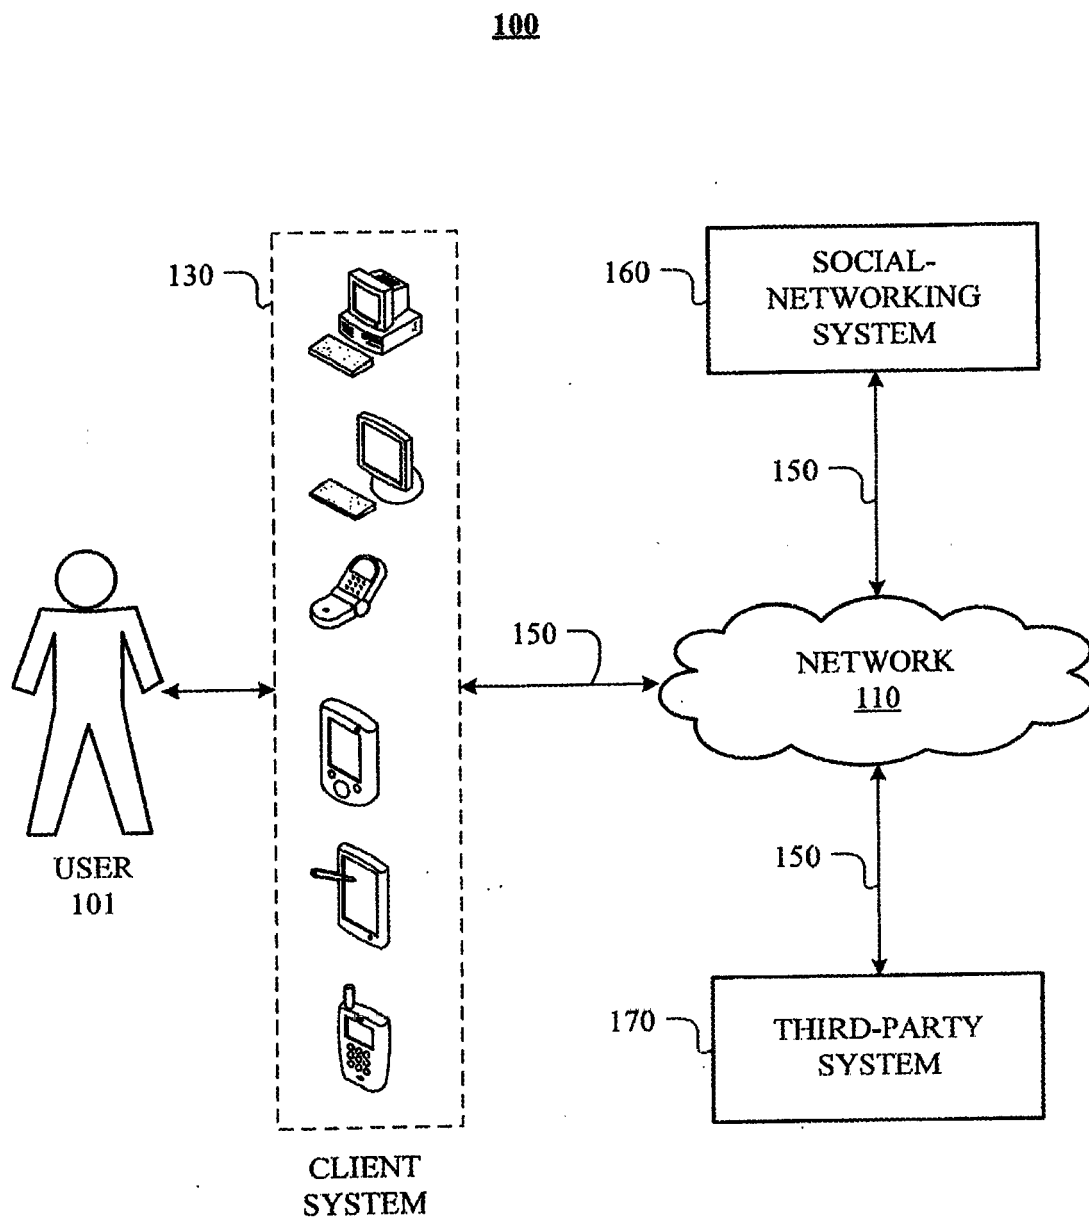 100
130
160
SOCIAL-
NETWORKING
SYSTEM
150
150
NETWORK
110
USER
101
150
170
THIRD-PARTY
SYSTEM
CLIENT
SYSTEM